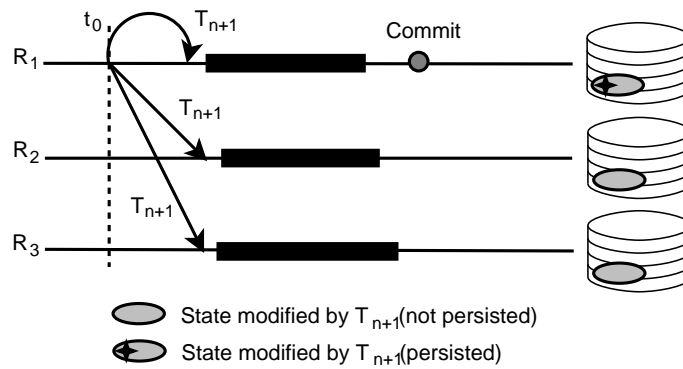 t0 Tn+1 Commit
R1
Tn+1
R2
Tn+1
R3
State modified by Tn+1(not persisted)
State modified by Tn+1(persisted)